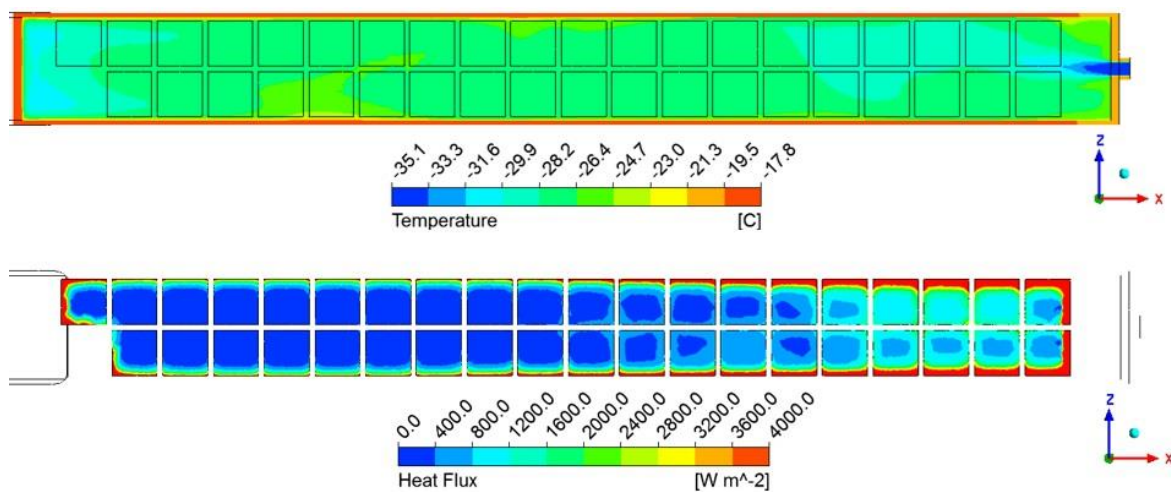 -35.1 -33.3 -31.6 -29.9 -28.2 -26.4 -24.7 -23.0 -21.3 -19.5 -17.8
Temperature [C]
Z
X
0.0 400.0 800.0 1200.0 1600.0 2000.0 2400.0 2800.0 3200.0 3600.0 4000.0
Heat Flux [W m^-2]
Z
X